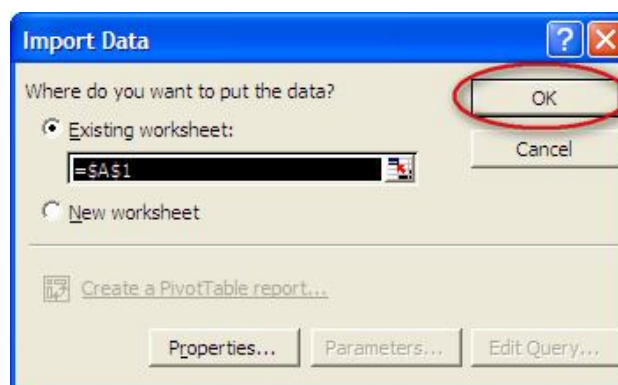 Import Data
Where do you want to put the data?
Existing worksheet:
=$A$1
New worksheet
Create a PivotTable report...
OK
Cancel
Properties...
Parameters...
Edit Query...